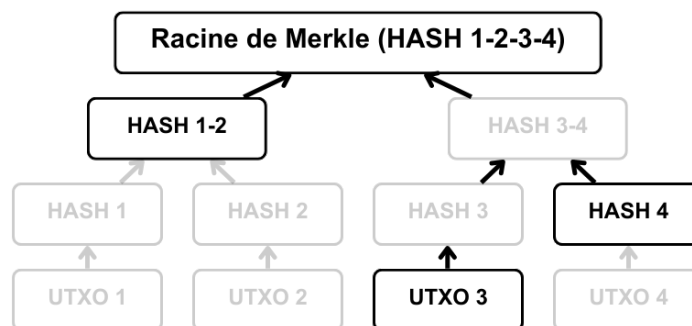 Racine de Merkle (HASH 1-2-3-4)
HASH 1-2
HASH 3-4
HASH 1
HASH 2
HASH 3
HASH 4
UTXO 1
UTXO 2
UTXO 3
UTXO 4